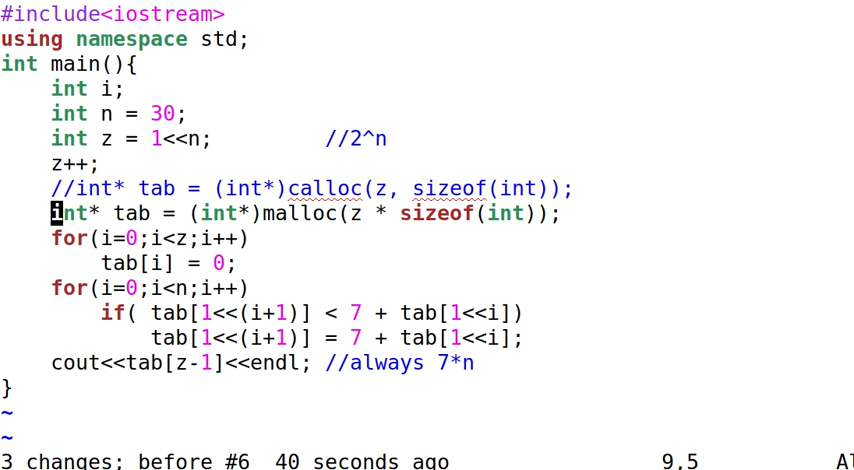 #include<iostream>
using namespace std;
int main(){
    int i;
    int n = 30;
    int z = 1<<n;         //2^n
    z++;
    //int* tab = (int*)calloc(z, sizeof(int));
    int* tab = (int*)malloc(z * sizeof(int));
    for(i=0;i<z;i++)
        tab[i] = 0;
    for(i=0;i<n;i++)
        if( tab[1<<(i+1)] < 7 + tab[1<<i])
            tab[1<<(i+1)] = 7 + tab[1<<i];
    cout<<tab[z-1]<<endl; //always 7*n
}
~
~
3 changes; before #6  40 seconds ago                 9,5